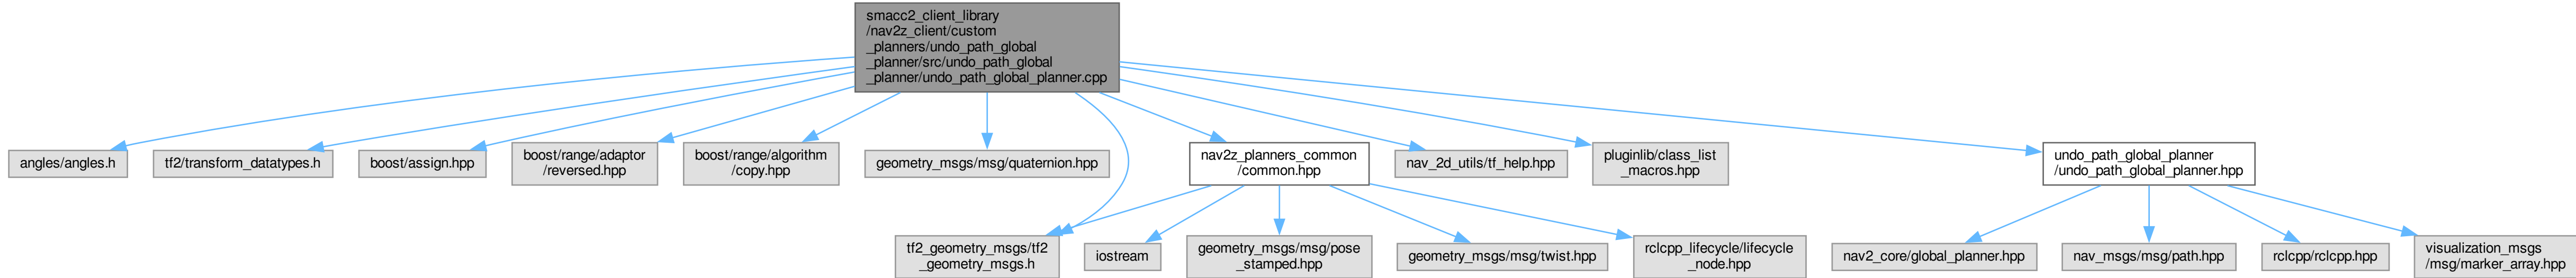 smacc2_client_library
/nav2z_client/custom
_planners/undo_path_global
_planner/src/undo_path_global
_planner/undo_path_global_planner.cpp
angles/angles.h
tf2/transform_datatypes.h
boost/assign.hpp
boost/range/adaptor
/reversed.hpp
boost/range/algorithm
/copy.hpp
geometry_msgs/msg/quaternion.hpp
nav2z_planners_common
/common.hpp
nav_2d_utils/tf_help.hpp
pluginlib/class_list
_macros.hpp
undo_path_global_planner
/undo_path_global_planner.hpp
tf2_geometry_msgs/tf2
_geometry_msgs.h
iostream
geometry_msgs/msg/pose
_stamped.hpp
geometry_msgs/msg/twist.hpp
rclcpp_lifecycle/lifecycle
_node.hpp
nav2_core/global_planner.hpp
nav_msgs/msg/path.hpp
rclcpp/rclcpp.hpp
visualization_msgs
/msg/marker_array.hpp